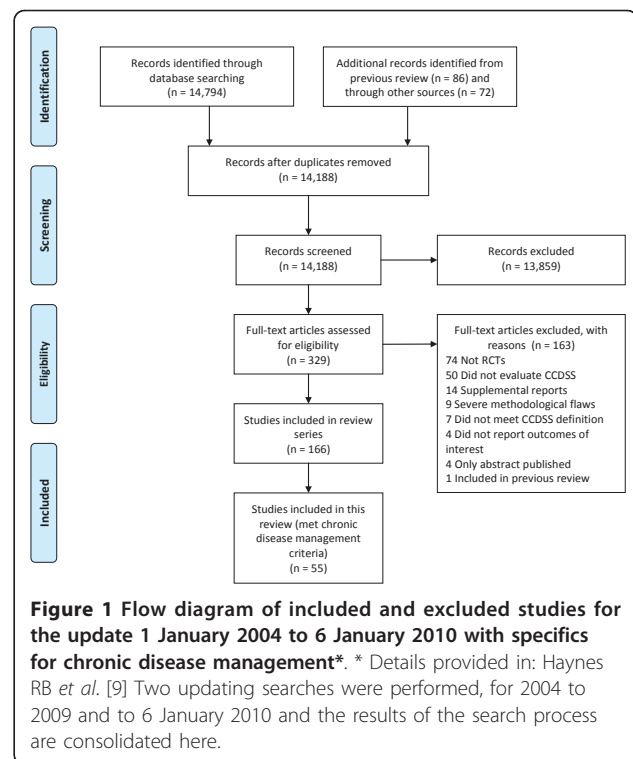 Identification
Records identified through
database searching
(n = 14,794)
Additional records identified from
previous review (n = 86) and
through other sources (n = 72)
Records after duplicates removed
(n = 14,188)
Screening
Records screened
(n = 14,188)
Records excluded
(n = 13,859)
Eligibility
Full-text articles assessed
for eligibility
(n = 329)
Full-text articles excluded, with
reasons (n = 163)
74 Not RCTs
50 Did not evaluate CCDSS
14 Supplemental reports
9 Severe methodological flaws
7 Did not meet CCDSS definition
4 Did not report outcomes of
interest
4 Only abstract published
1 Included in previous review
Studies included in review
series
(n = 166)
Included
Studies included in this
review (met chronic
disease management
criteria)
(n = 55)
Figure 1 Flow diagram of included and excluded studies for
the update 1 January 2004 to 6 January 2010 with specifics
for chronic disease management*. * Details provided in: Haynes
RB et al. [9] Two updating searches were performed, for 2004 to
2009 and to 6 January 2010 and the results of the search process
are consolidated here.